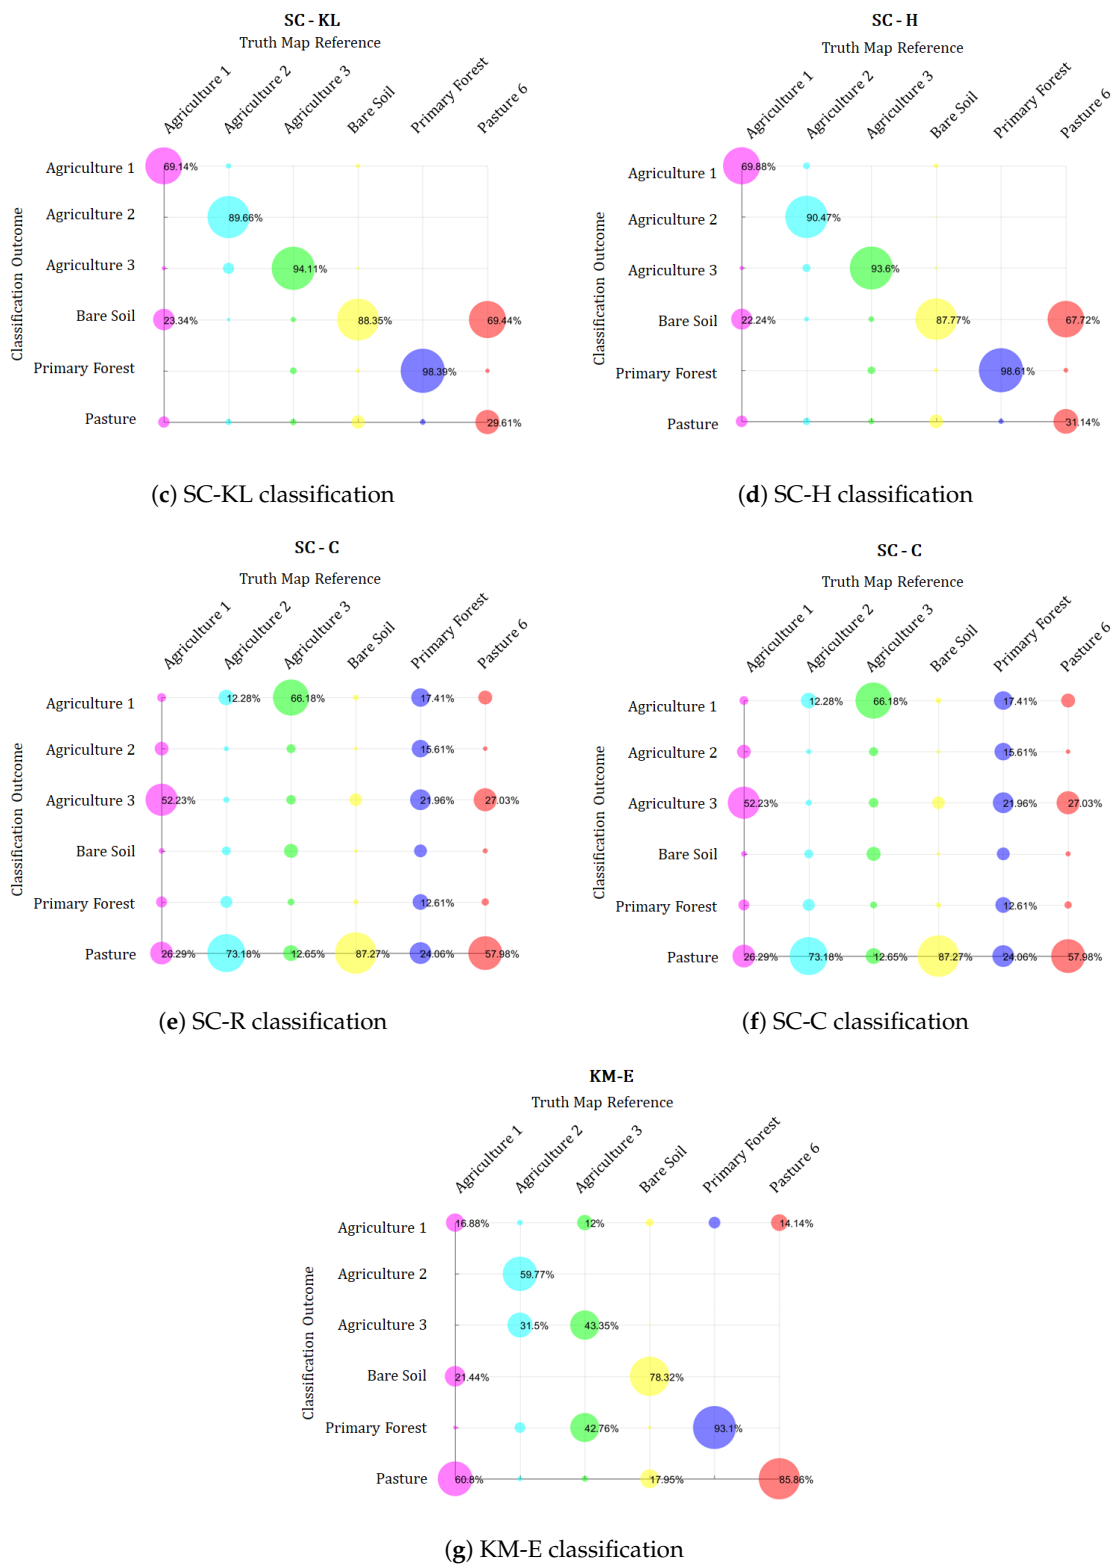 SC - KL
Truth Map Reference
Agriculture 1
Agriculture 2
Agriculture 3
Bare Soil
Primary Forest
Pasture 6
Classification Outcome
Agriculture 1
69.14%
Agriculture 2
89.66%
Agriculture 3
94.11%
Bare Soil
23.34%
88.35%
69.44%
Primary Forest
98.39%
Pasture
29.61%
(c) SC-KL classification
SC - H
Truth Map Reference
Agriculture 1
Agriculture 2
Agriculture 3
Bare Soil
Primary Forest
Pasture 6
Classification Outcome
Agriculture 1
69.88%
Agriculture 2
90.47%
Agriculture 3
93.6%
Bare Soil
22.24%
87.77%
67.72%
Primary Forest
98.61%
Pasture
31.14%
(d) SC-H classification
SC - C
Truth Map Reference
Agriculture 1
Agriculture 2
Agriculture 3
Bare Soil
Primary Forest
Pasture 6
Classification Outcome
Agriculture 1
12.28%
66.18%
17.41%
Agriculture 2
15.61%
Agriculture 3
52.23%
21.96%
27.03%
Bare Soil
Primary Forest
12.61%
Pasture
26.29%
73.18%
12.65%
87.27%
24.06%
57.98%
(e) SC-R classification
SC - C
Truth Map Reference
Agriculture 1
Agriculture 2
Agriculture 3
Bare Soil
Primary Forest
Pasture 6
Classification Outcome
Agriculture 1
12.28%
66.18%
17.41%
Agriculture 2
15.61%
Agriculture 3
52.23%
21.96%
27.03%
Bare Soil
Primary Forest
12.61%
Pasture
26.29%
73.18%
12.65%
87.27%
24.06%
57.98%
(f) SC-C classification
KM-E
Truth Map Reference
Agriculture 1
Agriculture 2
Agriculture 3
Bare Soil
Primary Forest
Pasture 6
Classification Outcome
Agriculture 1
16.88%
12%
14.14%
Agriculture 2
59.77%
Agriculture 3
31.5%
43.35%
Bare Soil
21.44%
78.32%
Primary Forest
42.76%
93.1%
Pasture
60.8%
17.95%
85.86%
(g) KM-E classification